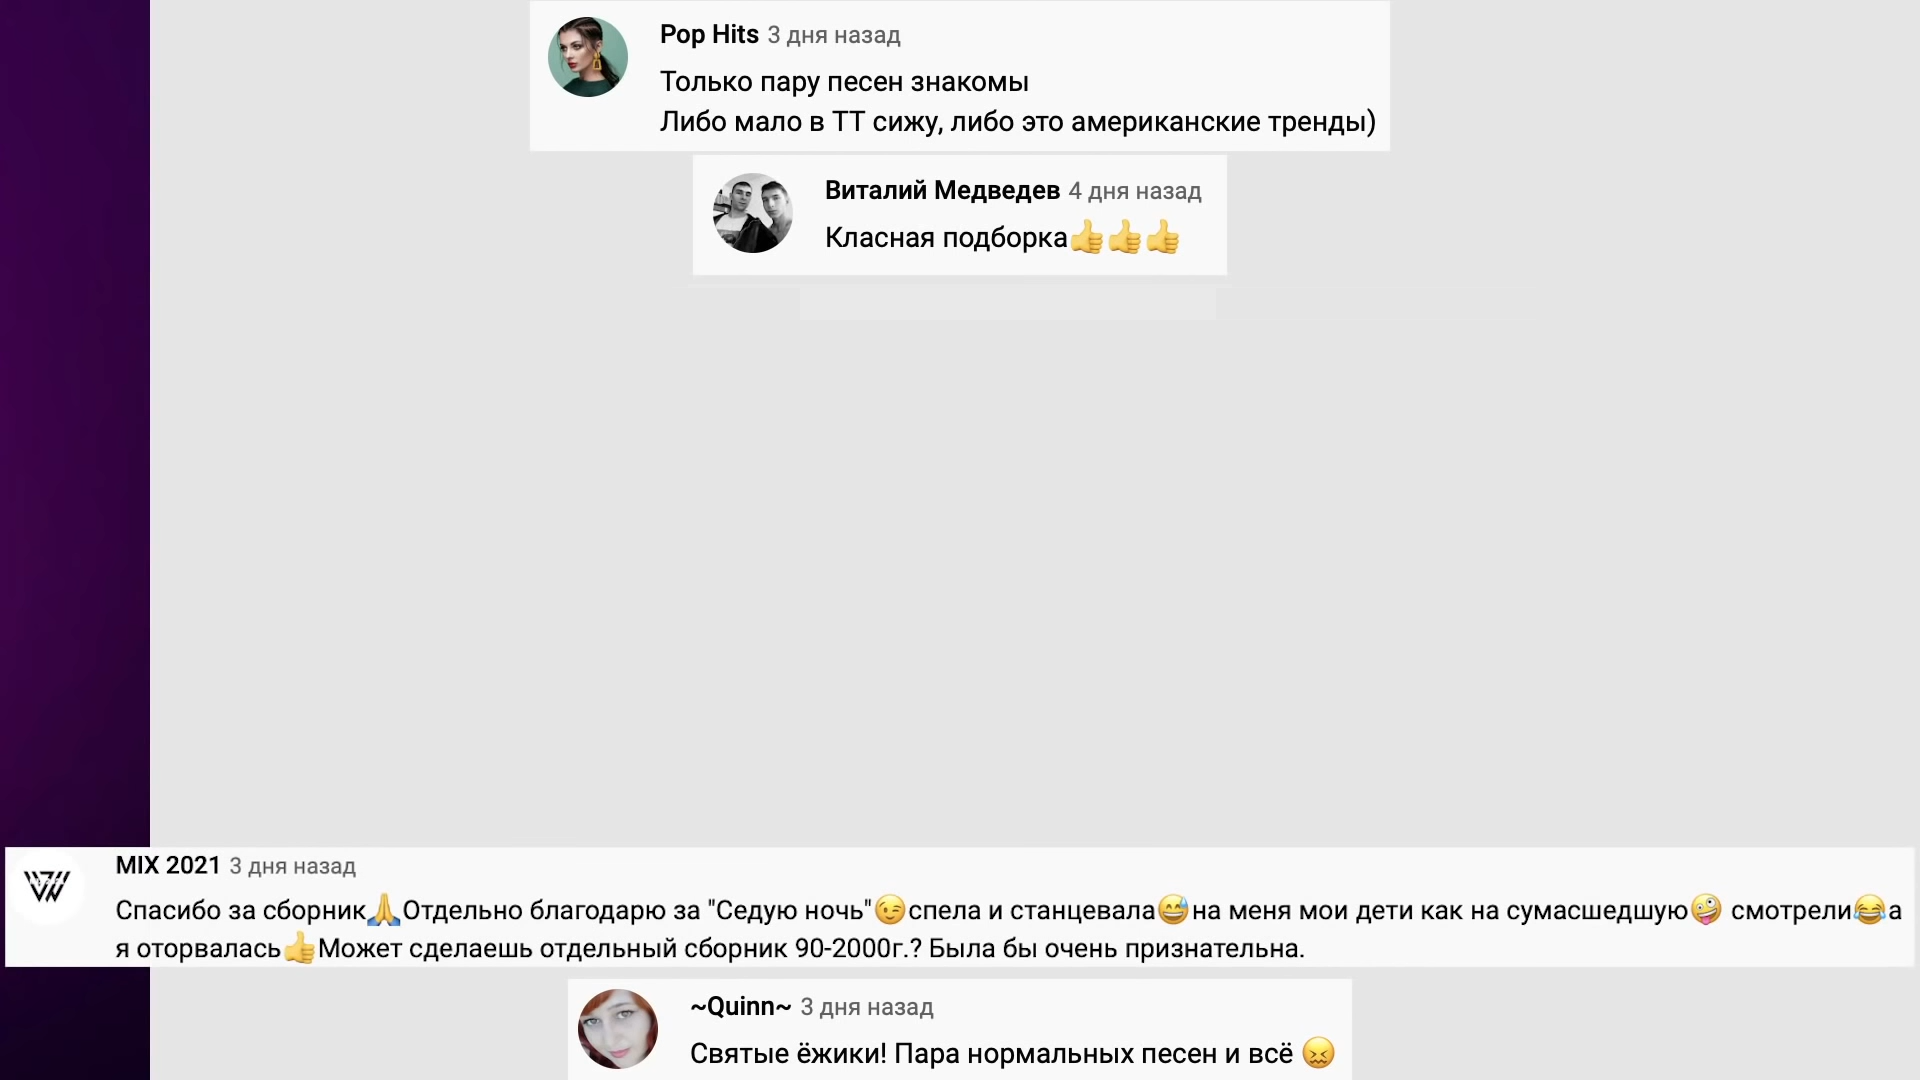 Pop Hits 3 дня назад
Только пару песен знакомы
Либо мало в ТТ сижу, либо это американские тренды)
Виталий Медведев 4 дня назад
Класная подборка👍👍👍
MIX 2021 3 дня назад
Спасибо за сборник🙏Отдельно благодарю за "Седую ночь"😉спела и станцевала😅на меня мои дети как на сумасшедшую🤪 смотрели😂а
я оторвалась👍Может сделаешь отдельный сборник 90-2000г.? Была бы очень признательна.
~Quinn~ 3 дня назад
Святые ёжики! Пара нормальных песен и всё 😖